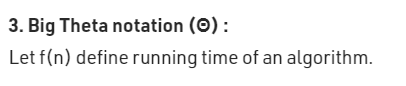 3. Big Theta notation (Θ) :
Let f(n) define running time of an algorithm.